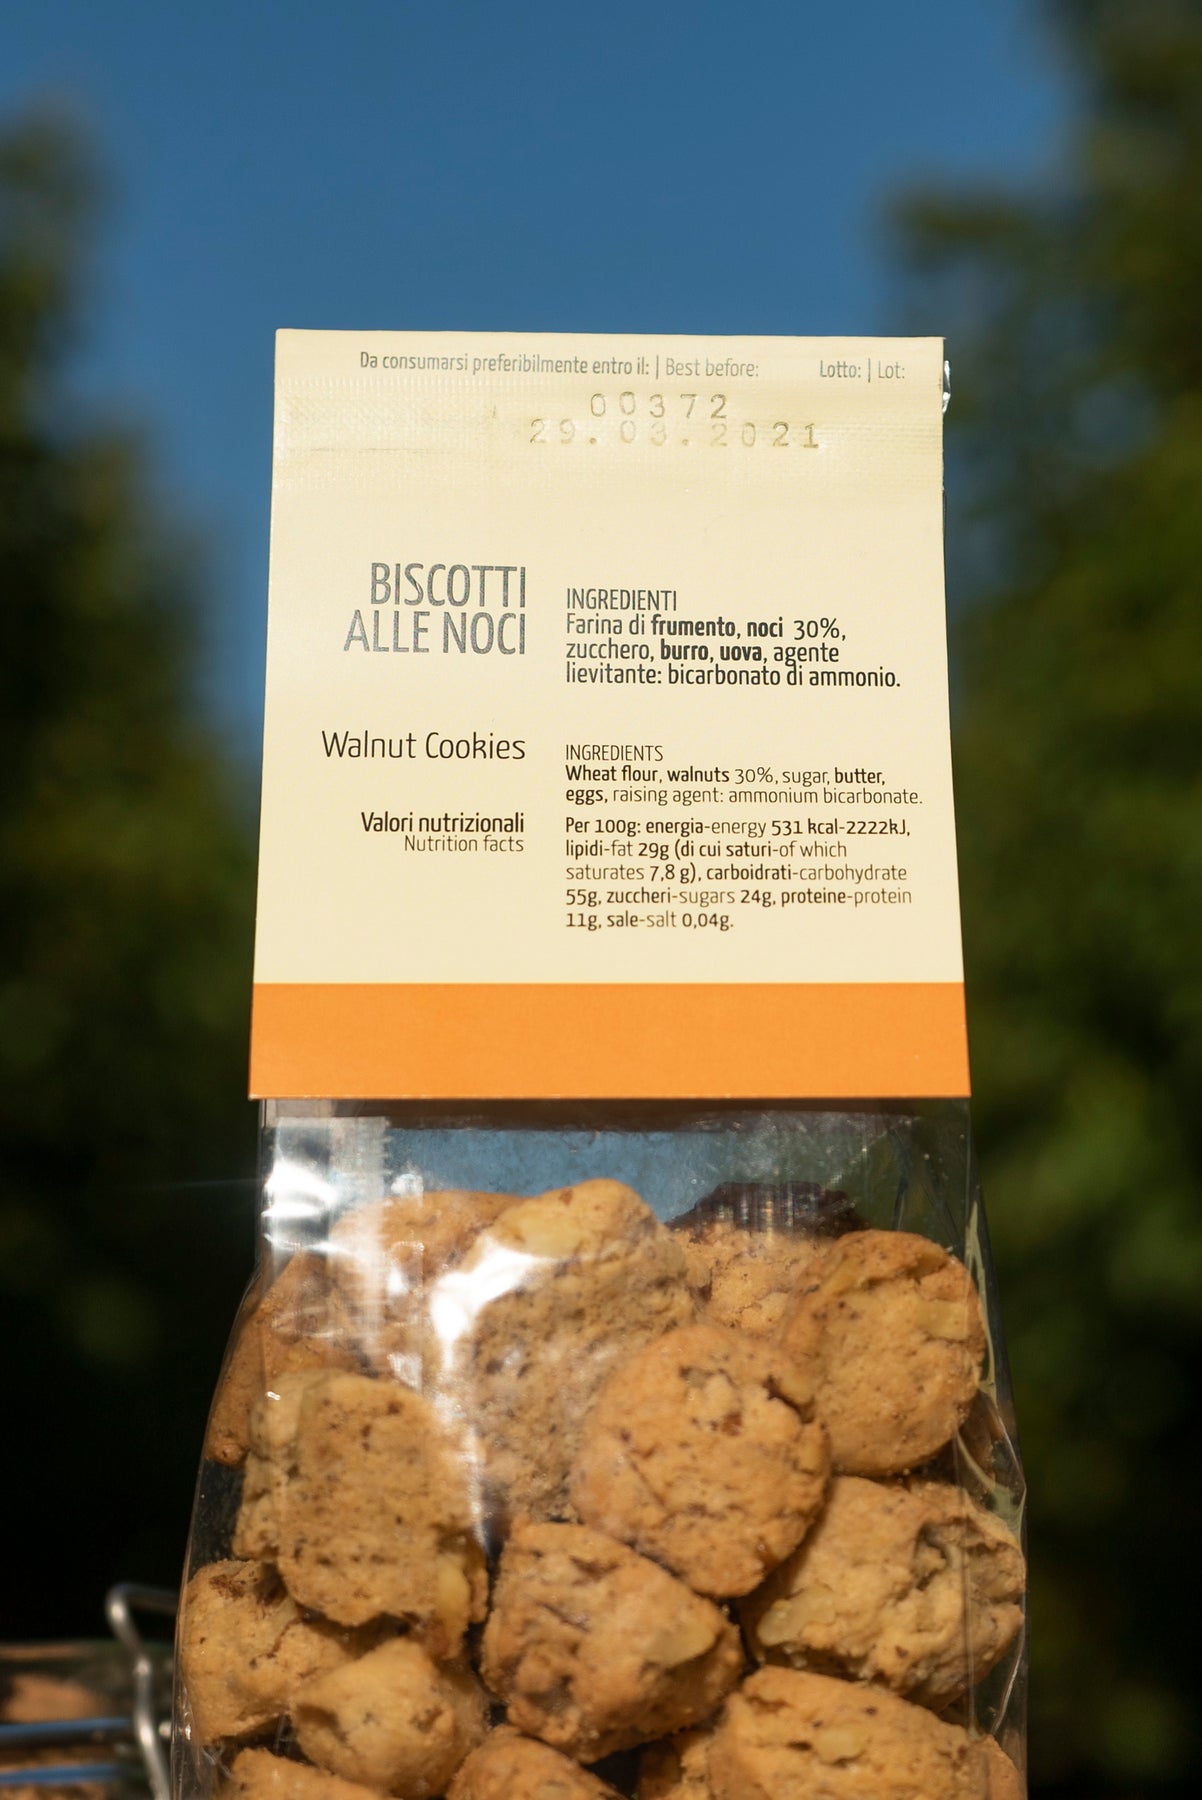 Da consumarsi preferibilmente entro il: | Best before: Lotto: | Lot:
00372
29.03.2021
BISCOTTI
ALLE NOCI
INGREDIENTI
Farina di frumento, noci 30%,
zucchero, burro, uova, agente
lievitante: bicarbonato di ammonio.
Walnut Cookies
INGREDIENTS
Wheat flour, walnuts 30%, sugar, butter,
eggs, raising agent: ammonium bicarbonate.
Valori nutrizionali
Nutrition facts
Per 100g: energia-energy 531 kcal-2222kJ,
lipidi-fat 29g (di cui saturi-of which
saturates 7,8 g), carboidrati-carbohydrate
55g, zuccheri-sugars 24g, proteine-protein
11g, sale-salt 0,04g.